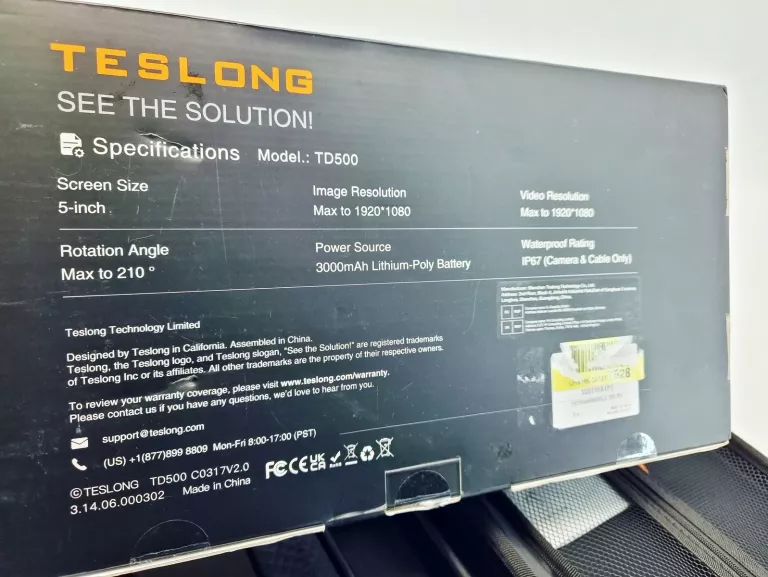 TESLONG
SEE THE SOLUTION!
Specifications Model.: TD500
Screen Size
5-inch
Image Resolution
Max to 1920*1080
Video Resolution
Max to 1920*1080
Rotation Angle
Max to 210 °
Power Source
3000mAh Lithium-Poly Battery
Waterproof Rating
IP67 (Camera & Cable Only)
Teslong Technology Limited
Designed by Teslong in California. Assembled in China.
Teslong, the Teslong logo, and Teslong slogan, "See the Solution!" are registered trademarks
of Teslong Inc or its affiliates. All other trademarks are the property of their respective owners.
To review your warranty coverage, please visit www.teslong.com/warranty.
Please contact us if you have any questions, we'd love to hear from you.
support@teslong.com
(US) +1(877)899 8809 Mon-Fri 8:00-17:00 (PST)
©TESLONG TD500 C0317V2.0
3.14.06.000302 Made in China
FC CE UK CA